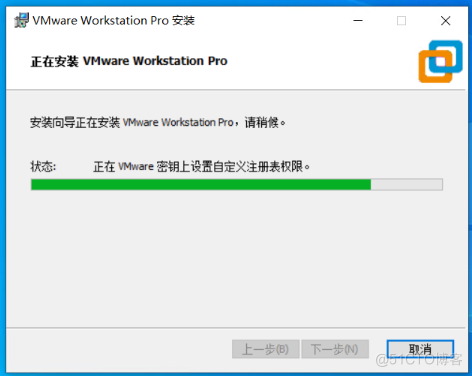 VMware Workstation Pro 安装
正在安装 VMware Workstation Pro
安装向导正在安装 VMware Workstation Pro，请稍候。
状态: 正在 VMware 密钥上设置自定义注册表权限。
上一步(B) 下一步(N) 取消
@51CTO博客